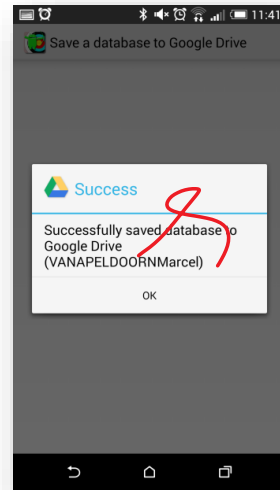 11:41
Save a database to Google Drive
Success
Successfully saved database to
Google Drive
(VANAPELDOORNMarcel)
OK